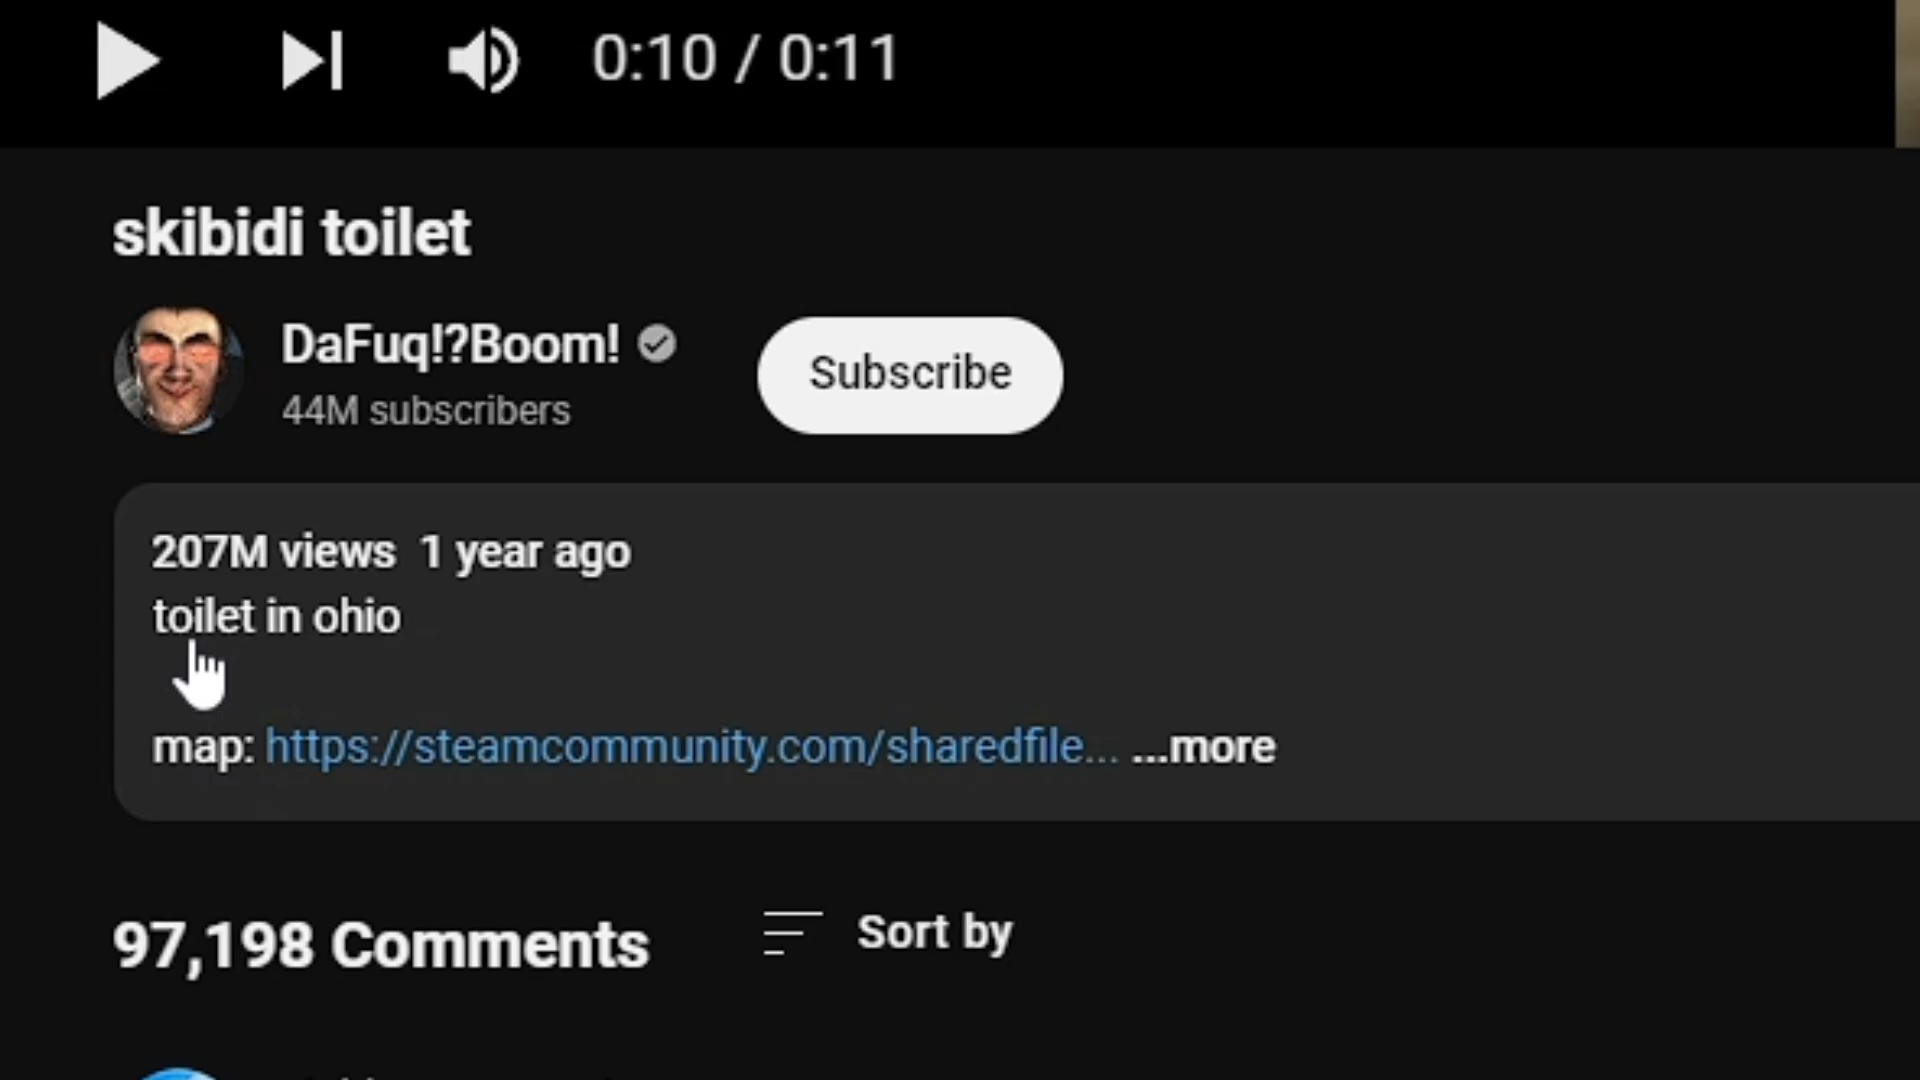 0:10 / 0:11
skibidi toilet
DaFuq!?Boom!
44M subscribers
Subscribe
207M views 1 year ago
toilet in ohio
map: https://steamcommunity.com/sharedfile... ...more
97,198 Comments
Sort by